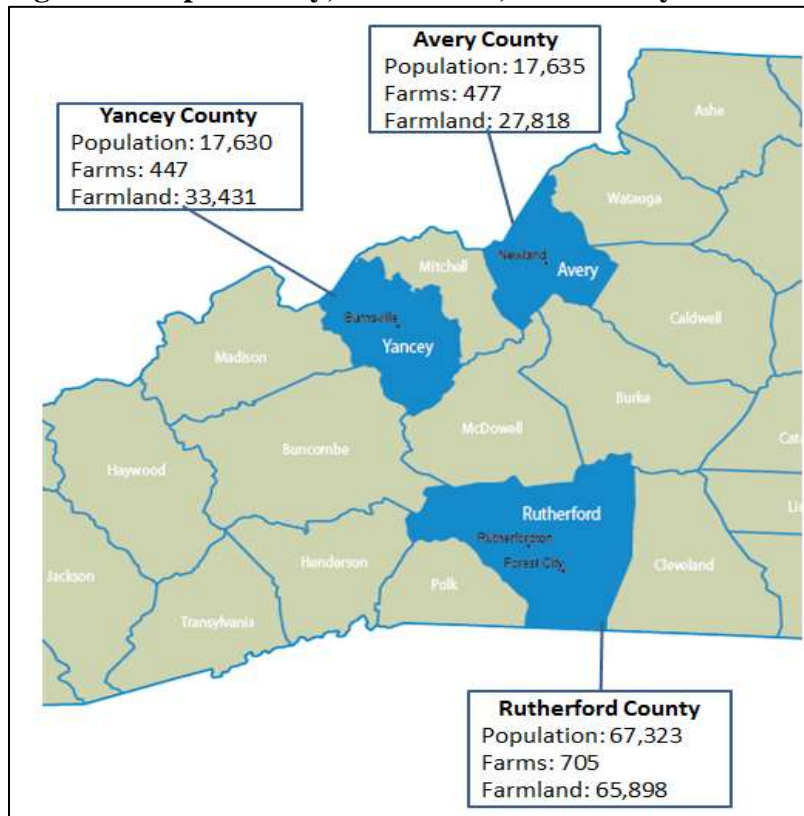 Avery County
Population: 17,635
Farms: 477
Farmland: 27,818
Yancey County
Population: 17,630
Farms: 447
Farmland: 33,431
Ashe
Watauga
Mitchell
Newland
Avery
Burnsville
Yancey
Caldwell
Madison
Burke
McDowell
Buncombe
Haywood
Rutherford
Rutherfordton
Forest City
Cleveland
Henderson
Polk
Jackson
Transylvania
Rutherford County
Population: 67,323
Farms: 705
Farmland: 65,898